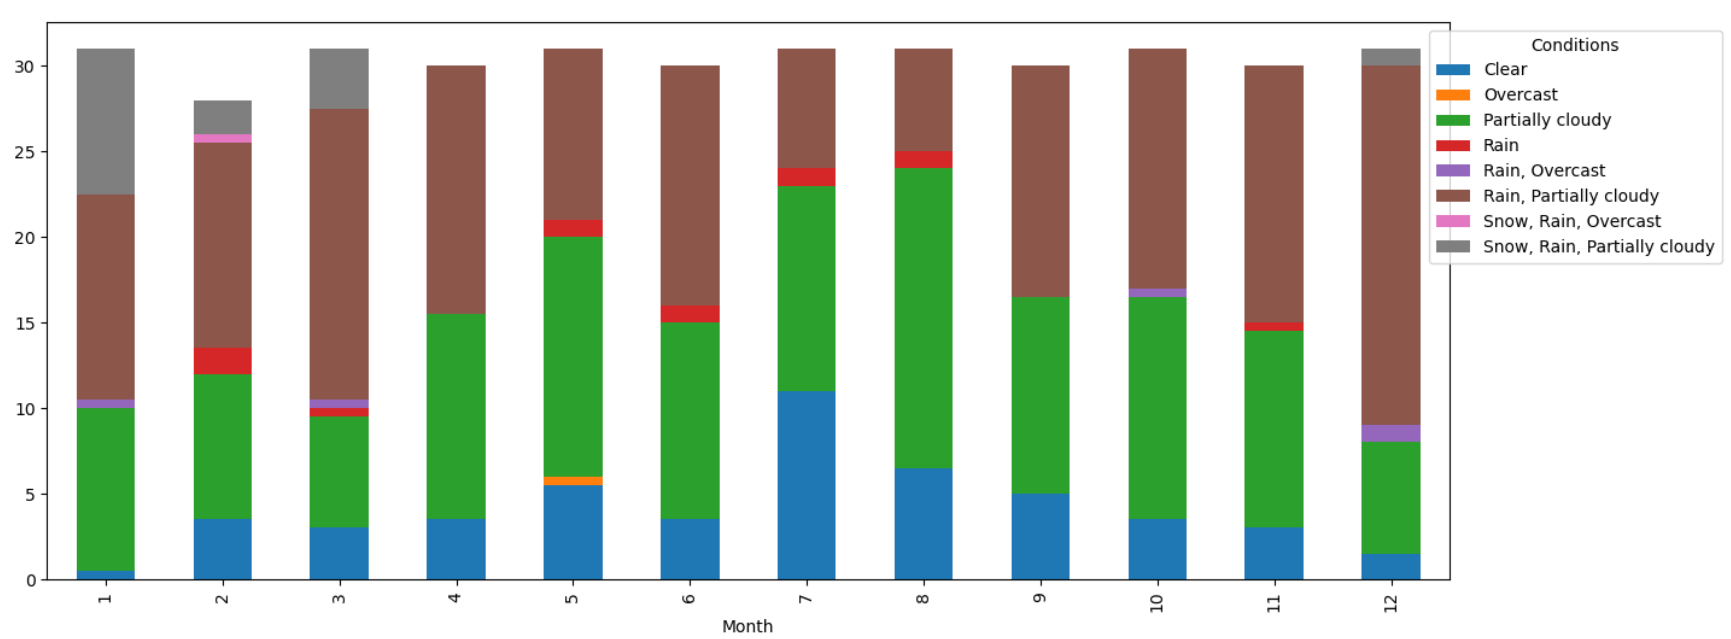 30
25
20
15
10
5
0
1 2 3 4 5 6 7 8 9 10 11 12
Month
Conditions
Clear
Overcast
Partially cloudy
Rain
Rain, Overcast
Rain, Partially cloudy
Snow, Rain, Overcast
Snow, Rain, Partially cloudy